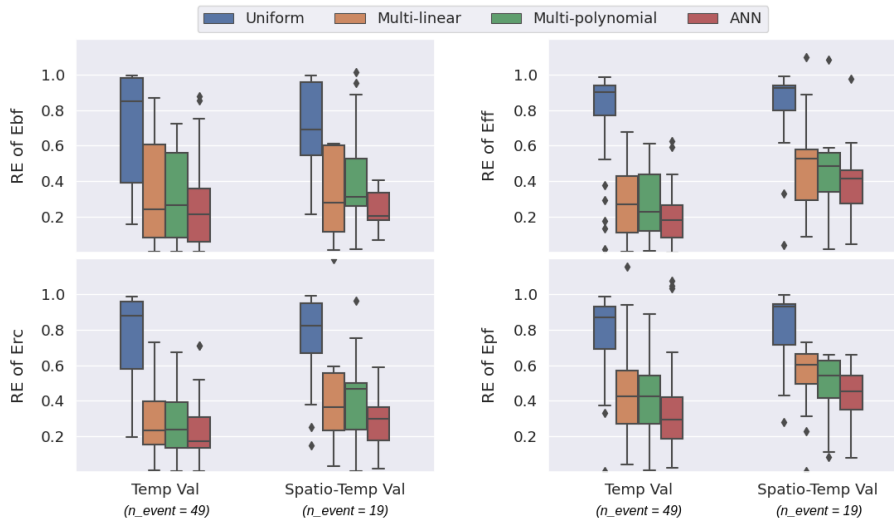 Uniform Multi-linear Multi-polynomial ANN
RE of Ebf
1.0
0.8
0.6
0.4
0.2
RE of Eff
1.0
0.8
0.6
0.4
0.2
RE of Erc
1.0
0.8
0.6
0.4
0.2
Temp Val Spatio-Temp Val
(n_event = 49) (n_event = 19)
RE of Epf
1.0
0.8
0.6
0.4
0.2
Temp Val Spatio-Temp Val
(n_event = 49) (n_event = 19)